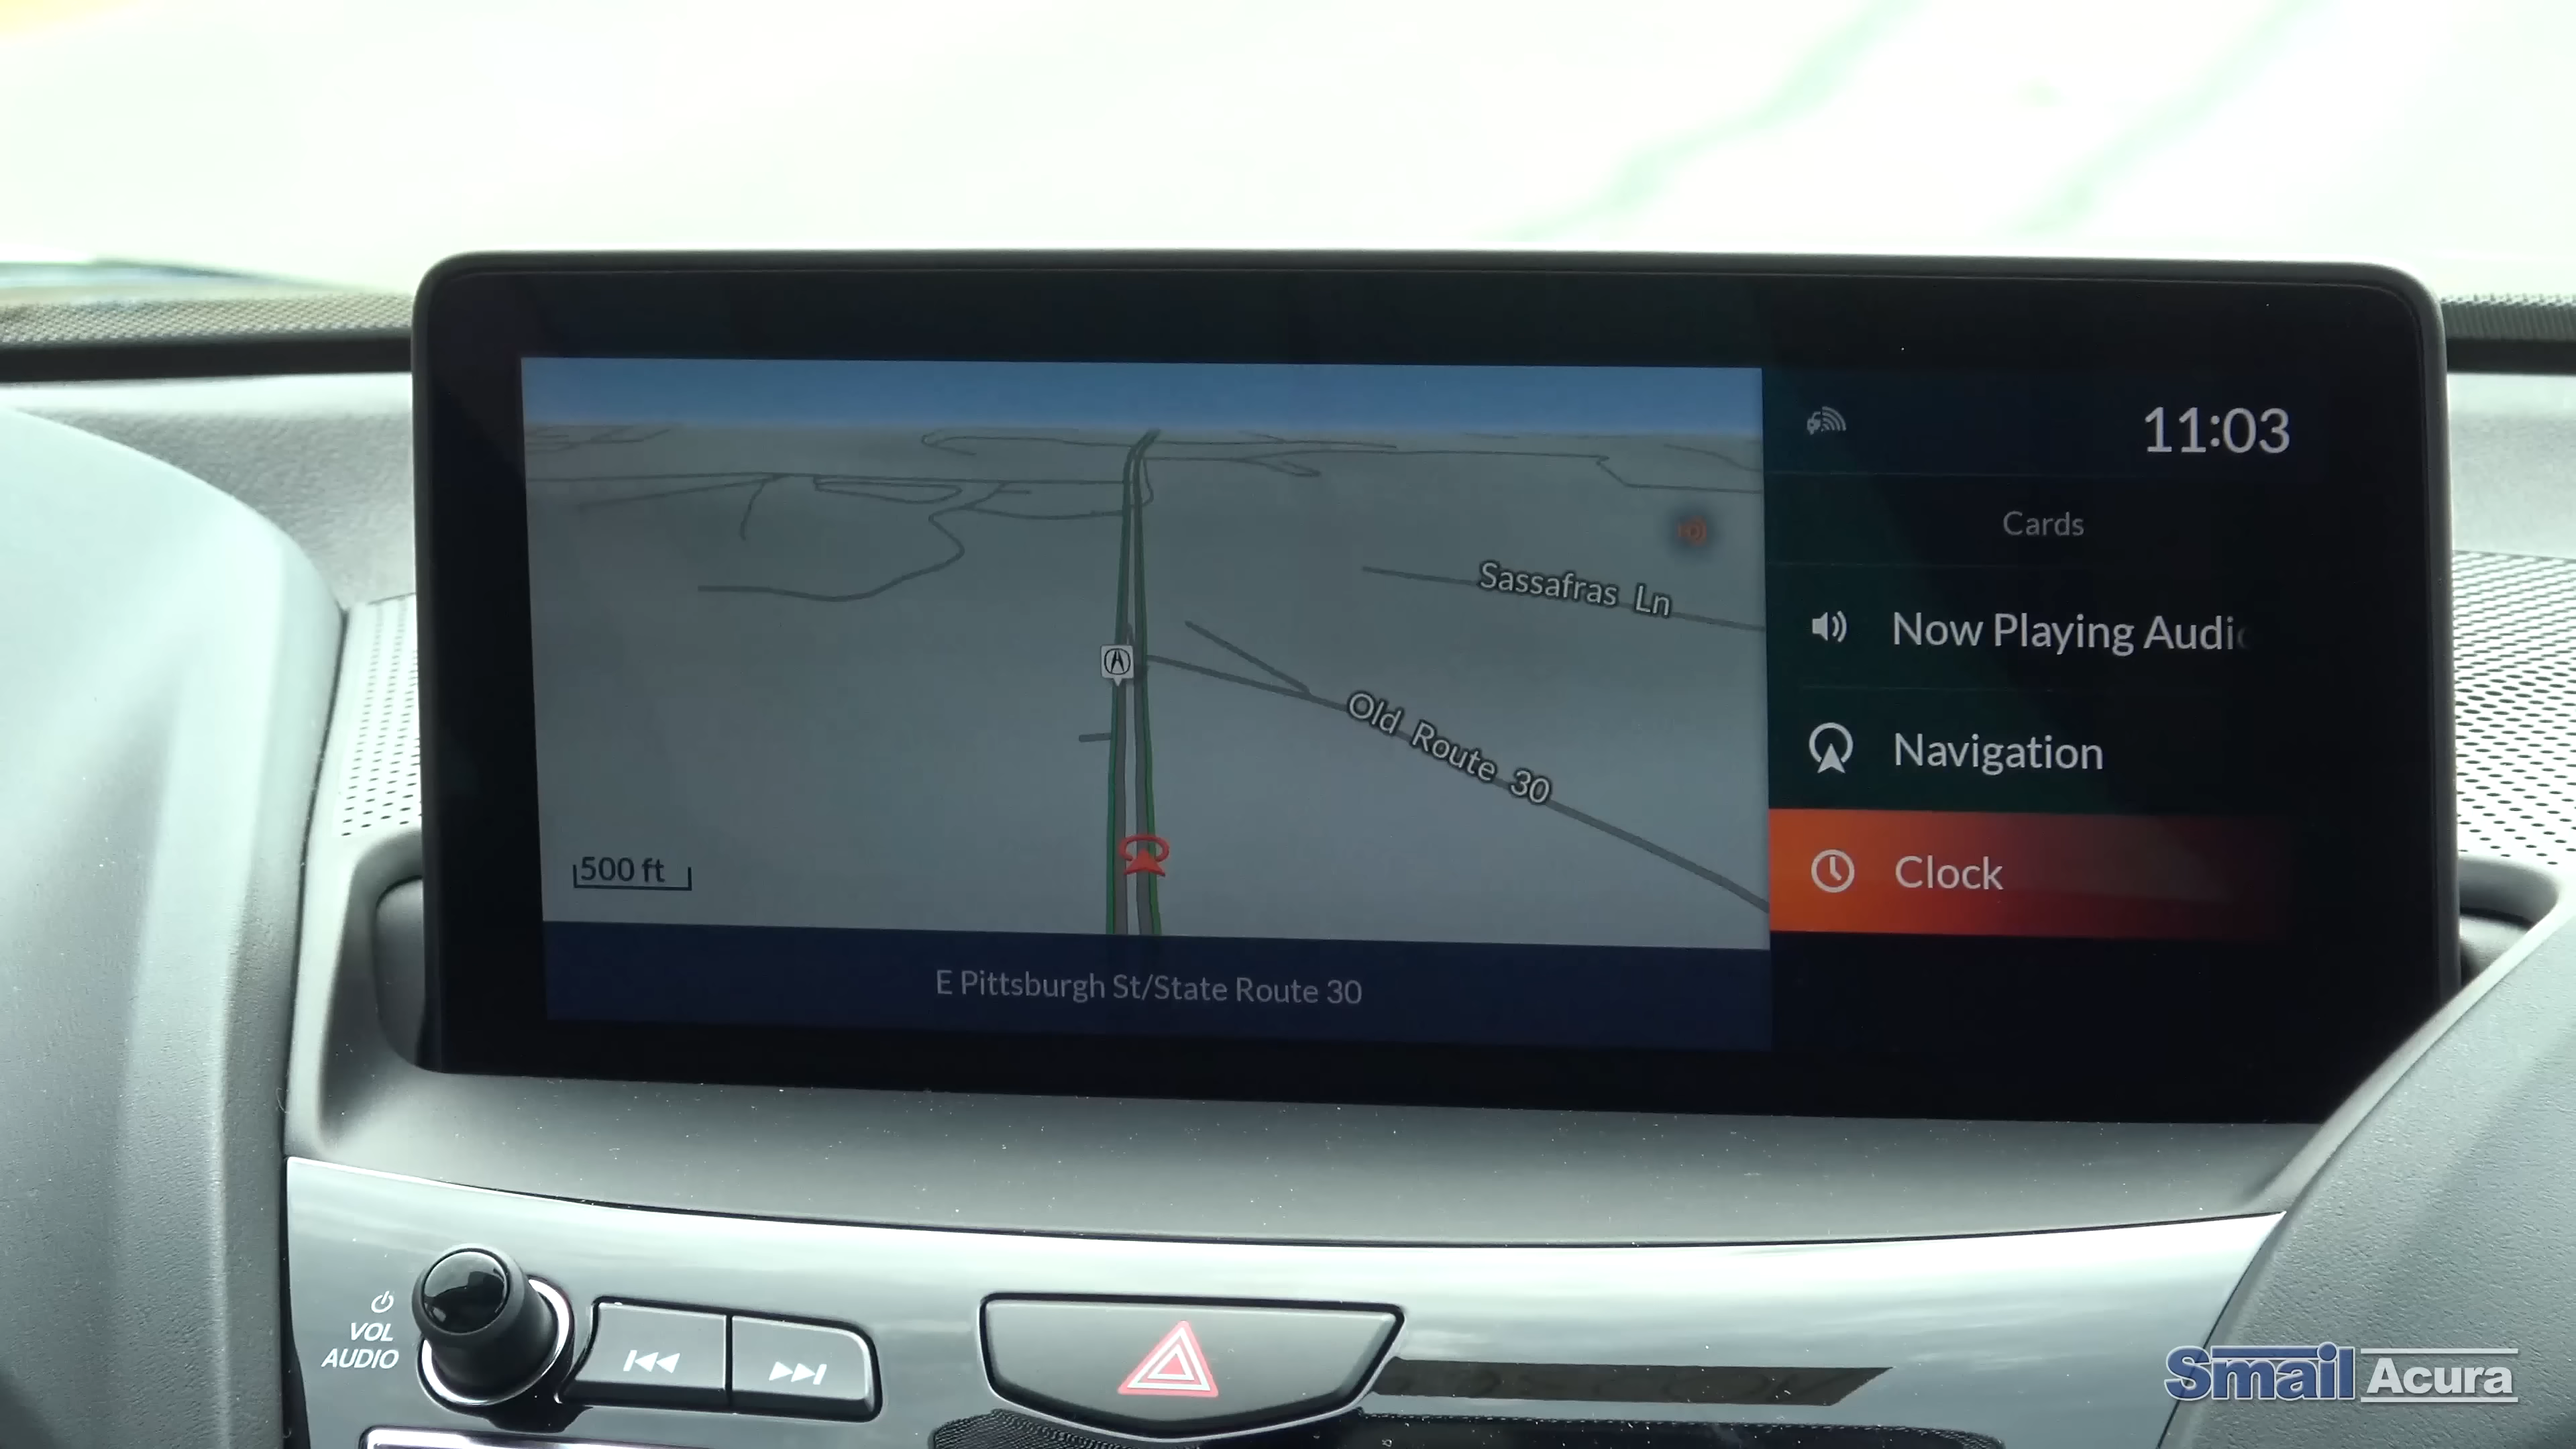 11:03
Cards
Now Playing Audio
Navigation
Clock
Sassafras Ln
Old Route 30
500 ft
E Pittsburgh St/State Route 30
VOL
AUDIO
Smail Acura